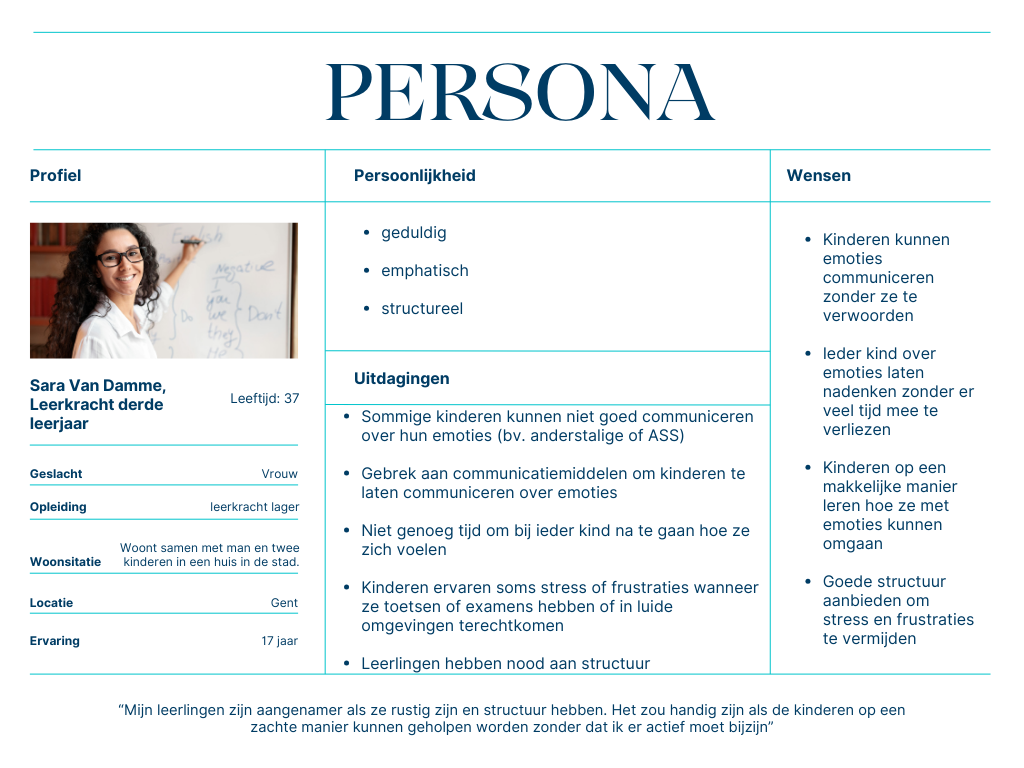 PERSONA
Profiel
Persoonlijkheid
Wensen
English
Negative
I
you
we
they
He
Do
Don't
Sara Van Damme,
Leerkracht derde
leerjaar
Leeftijd: 37
Geslacht
Vrouw
Opleiding
leerkracht lager
Woonsitatie
Woont samen met man en twee
kinderen in een huis in de stad.
Locatie
Gent
Ervaring
17 jaar
• geduldig
• emphatisch
• structureel
Uitdagingen
• Sommige kinderen kunnen niet goed communiceren
over hun emoties (bv. anderstalige of ASS)
• Gebrek aan communicatiemiddelen om kinderen te
laten communiceren over emoties
• Niet genoeg tijd om bij ieder kind na te gaan hoe ze
zich voelen
• Kinderen ervaren soms stress of frustraties wanneer
ze toetsen of examens hebben of in luide
omgevingen terechtkomen
• Leerlingen hebben nood aan structuur
• Kinderen kunnen
emoties
communiceren
zonder ze te
verwoorden
• Ieder kind over
emoties laten
nadenken zonder er
veel tijd mee te
verliezen
• Kinderen op een
makkelijke manier
leren hoe ze met
emoties kunnen
omgaan
• Goede structuur
aanbieden om
stress en frustraties
te vermijden
“Mijn leerlingen zijn aangenamer als ze rustig zijn en structuur hebben. Het zou handig zijn als de kinderen op een
zachte manier kunnen geholpen worden zonder dat ik er actief moet bijzijn”